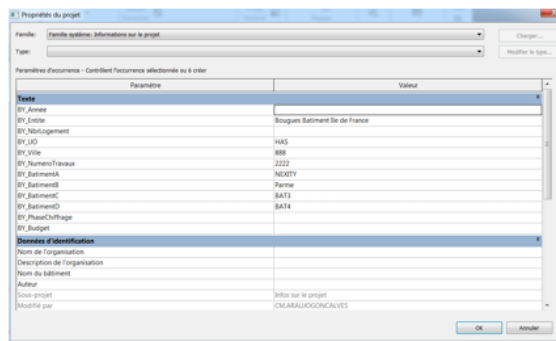 Propriétés du projet
Famille: Famille système: Informations sur le projet Charger...
Type: Modifier le type...
Paramètres d'occurrence - Contrôlent l'occurrence sélectionnée ou à créer
Paramètre Valeur
Texte
BY_Annee
BY_Entite Bougues Batiment Ile de France
BY_NbrLogement
BY_UO HAS
BY_Ville 888
BY_NumeroTravaux 2222
BY_BatimentA NEXITY
BY_BatimentB Parme
BY_BatimentC BAT3
BY_BatimentD BAT4
BY_PhaseChiffrage
BY_Budget
Données d'identification
Nom de l'organisation
Description de l'organisation
Nom du bâtiment
Auteur
Sous-projet Infos sur le projet
Modifié par CM.ARAUJOGONCALVES
OK Annuler